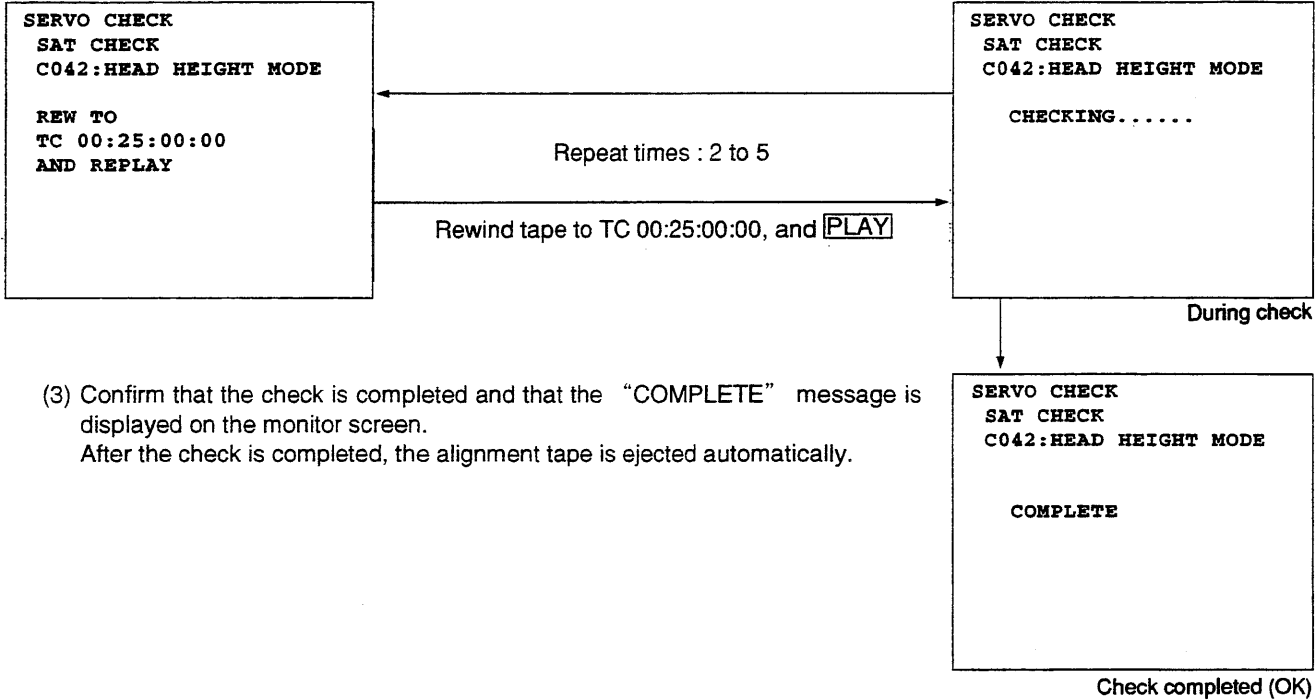 SERVO CHECK
SAT CHECK
C042:HEAD HEIGHT MODE
REW TO
TC 00:25:00:00
AND REPLAY
Repeat times : 2 to 5
Rewind tape to TC 00:25:00:00, and PLAY
SERVO CHECK
SAT CHECK
C042:HEAD HEIGHT MODE
CHECKING......
During check
(3) Confirm that the check is completed and that the “COMPLETE” message is
displayed on the monitor screen.
After the check is completed, the alignment tape is ejected automatically.
SERVO CHECK
SAT CHECK
C042:HEAD HEIGHT MODE
COMPLETE
Check completed (OK)